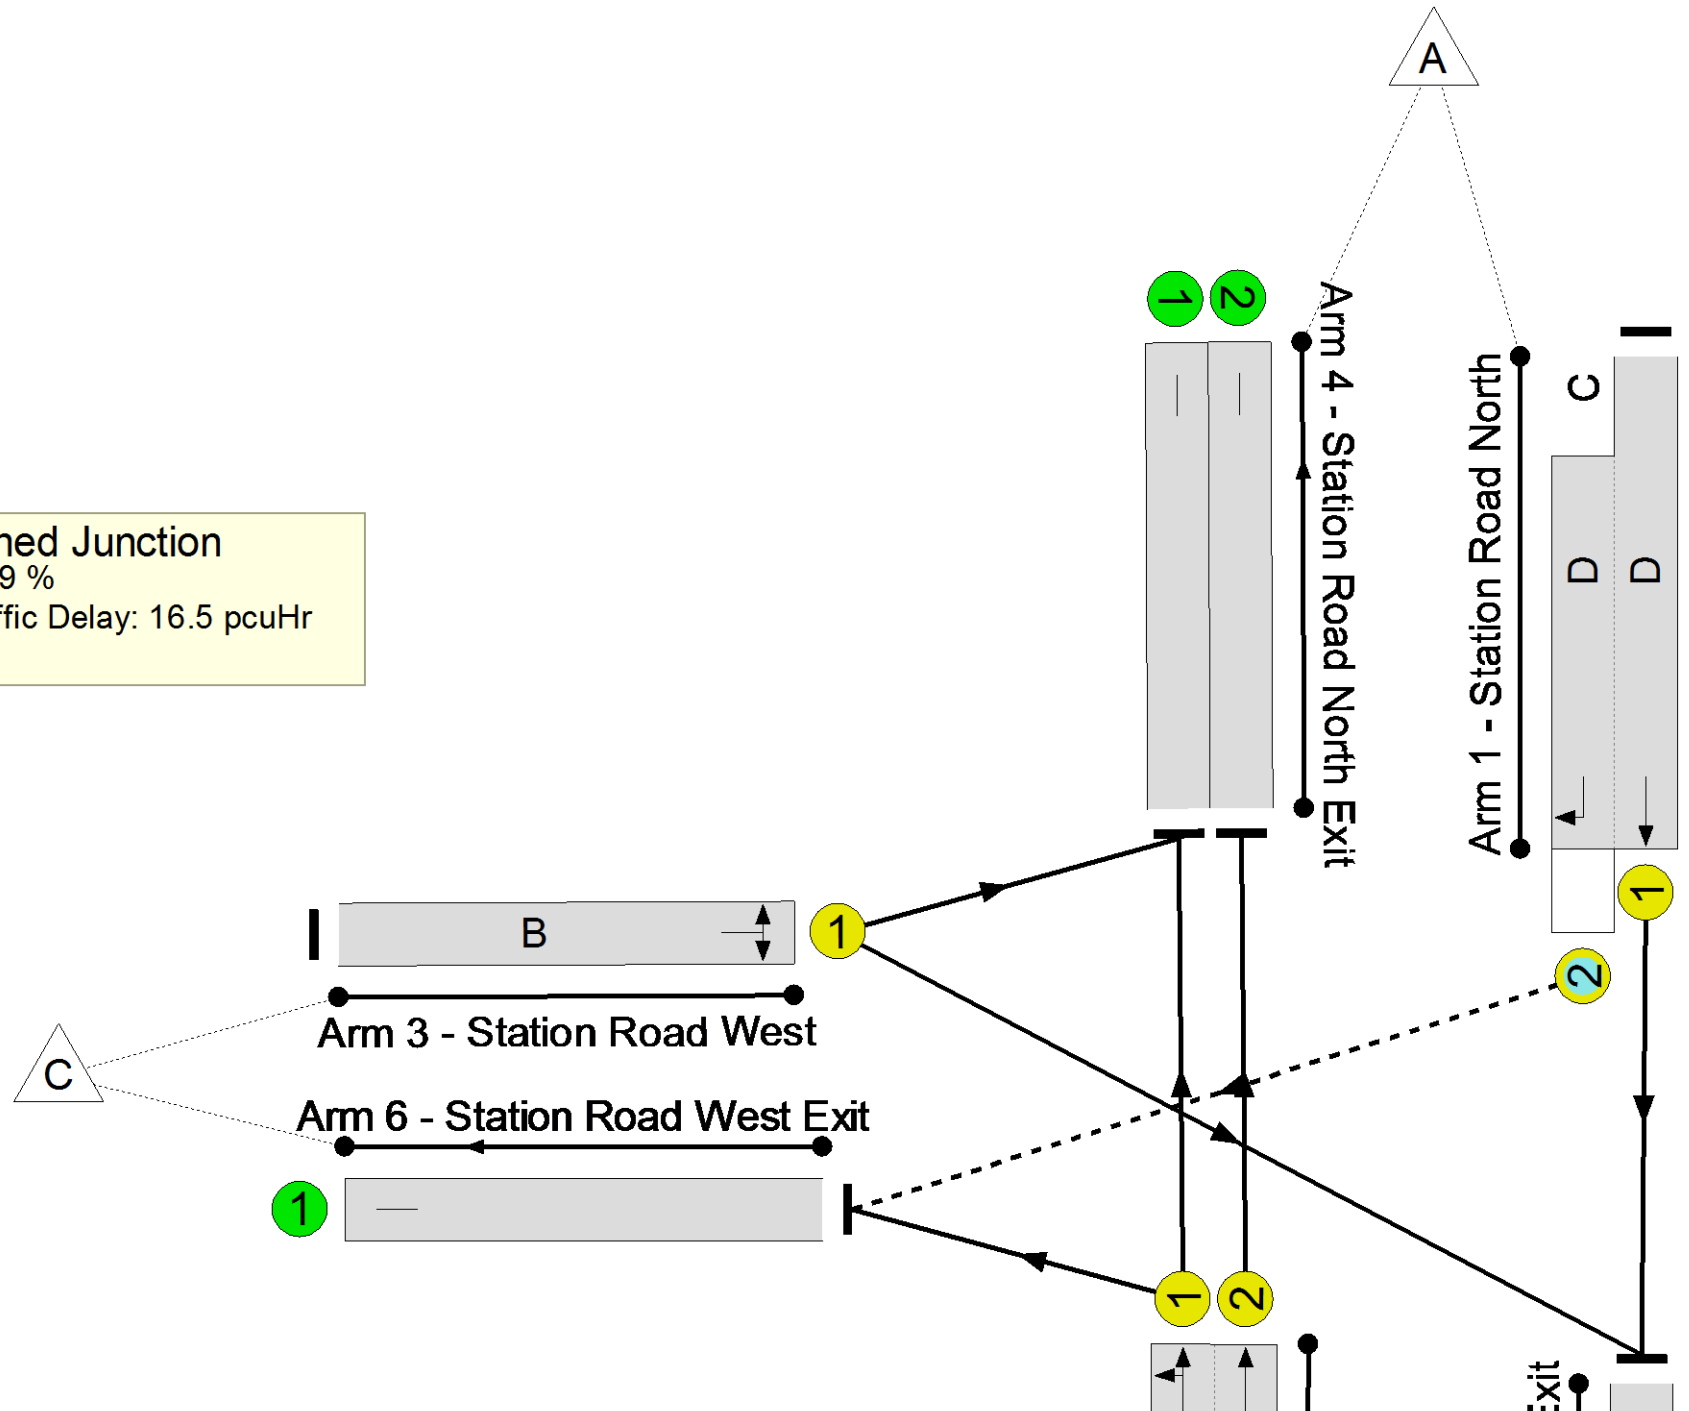 A
1
2
Arm 4 - Station Road North Exit
Arm 1 - Station Road North
C
D
D
ned Junction
9 %
ffic Delay: 16.5 pcuHr
B
1
1
2
Arm 3 - Station Road West
C
Arm 6 - Station Road West Exit
1
1
2
Exit